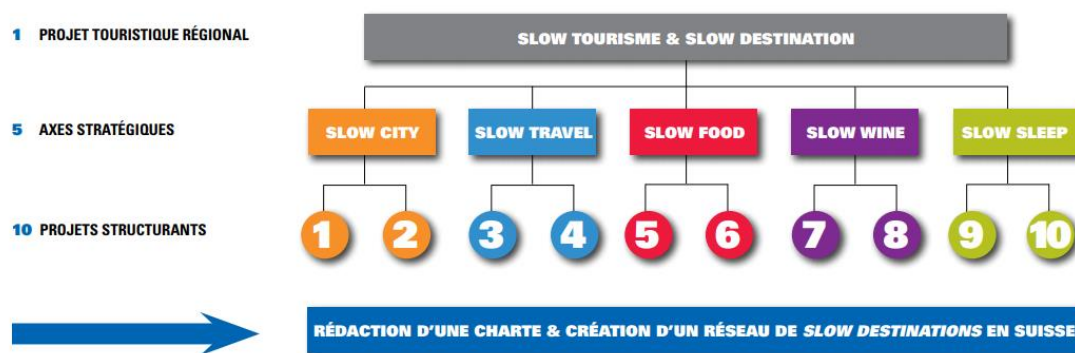 1 PROJET TOURISTIQUE RÉGIONAL
SLOW TOURISME & SLOW DESTINATION
5 AXES STRATÉGIQUES
SLOW CITY
SLOW TRAVEL
SLOW FOOD
SLOW WINE
SLOW SLEEP
10 PROJETS STRUCTURANTS
1 2 3 4 5 6 7 8 9 10
RÉDACTION D'UNE CHARTE & CRÉATION D'UN RÉSEAU DE SLOW DESTINATIONS EN SUISSE